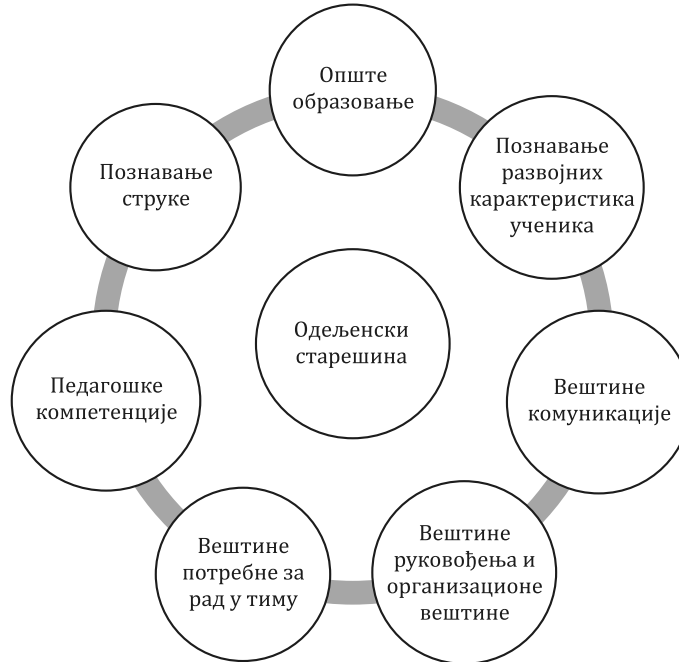 Опште
образовање
Познавање
развојних
карактеристика
ученика
Вештине
комуникације
Вештине
руковођења и
организационе
вештине
Вештине
потребне за
рад у тиму
Педагошке
компетенције
Познавање
струке
Одељенски
старешина